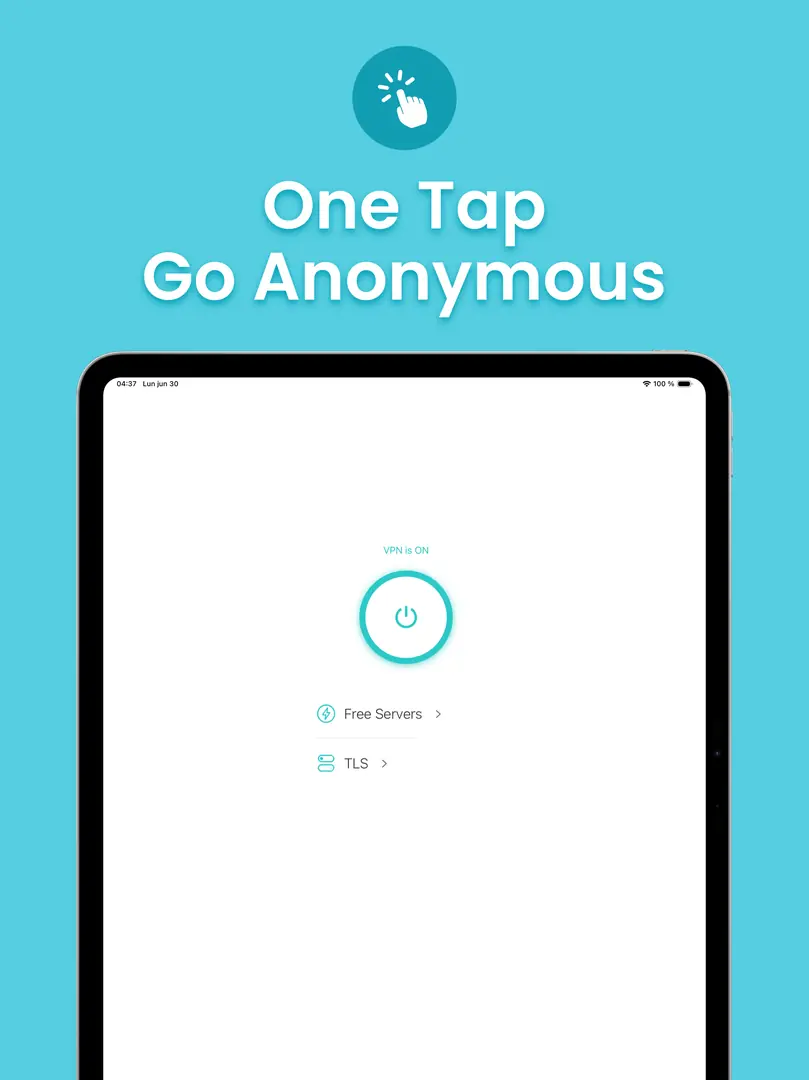 One Tap
Go Anonymous
04:37 Lun jun 30
100 %
VPN is ON
Free Servers
TLS